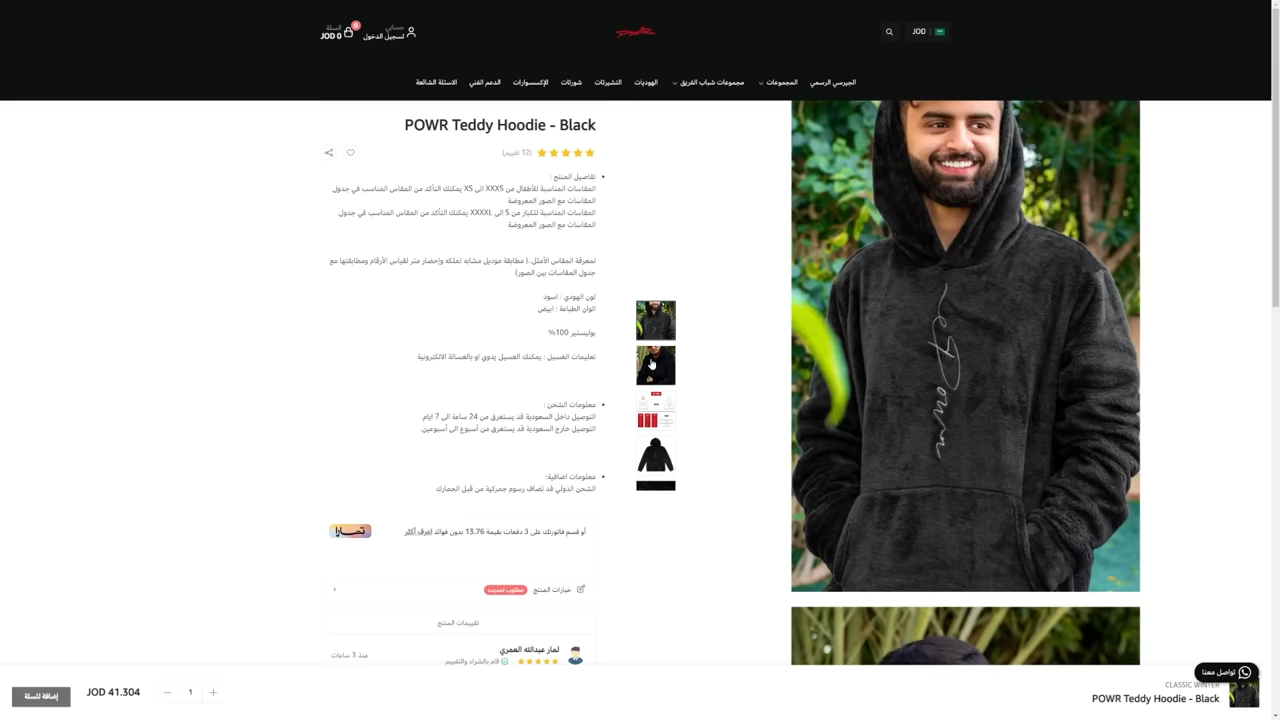 JOD
حسابي
تسجيل الدخول
السلة
0
JOD 0
الجيرسي الرسمي
المجموعات
مجموعات شباب الفريق
الهوديات
التشيرتات
شورتات
الإكسسوارات
الدعم الفني
الاسئلة الشائعة
POWR Teddy Hoodie - Black
(12 تقييم)
تفاصيل المنتج :
المقاسات المناسبة للأطفال من XXXS الى XS يمكنك التأكد من المقاس المناسب في جدول
المقاسات مع الصور المعروضة
المقاسات المناسبة للكبار من S الى XXXXL يمكنك التأكد من المقاس المناسب في جدول
المقاسات مع الصور المعروضة
لمعرفة المقاس الأمثل..( مطابقة موديل مشابه تملكه وإحضار متر لقياس الأرقام ومطابقتها مع
جدول المقاسات بين الصور)
لون الهودي : اسود
الوان الطباعة : ابيض
بوليستير 100%
تعليمات الغسيل : يمكنك الغسيل يدوي او بالغسالة الالكترونية
معلومات الشحن :
التوصيل داخل السعودية قد يستغرق من 24 ساعة الى 7 ايام
التوصيل خارج السعودية قد يستغرق من أسبوع الى أسبوعين.
معلومات اضافية:
الشحن الدولي قد تضاف رسوم جمركية من قبل الجمارك
أو قسم فاتورتك على 3 دفعات بقيمة 13.76 بدون فوائد اعرف أكثر
تمارا
خيارات المنتج
مطلوب تحديده
تقييمات المنتج
لمار عبدالله العمري
قام بالشراء والتقييم
منذ 3 ساعات
تواصل معنا
CLASSIC WINTER
POWR Teddy Hoodie - Black
1
JOD 41.304
إضافة للسلة